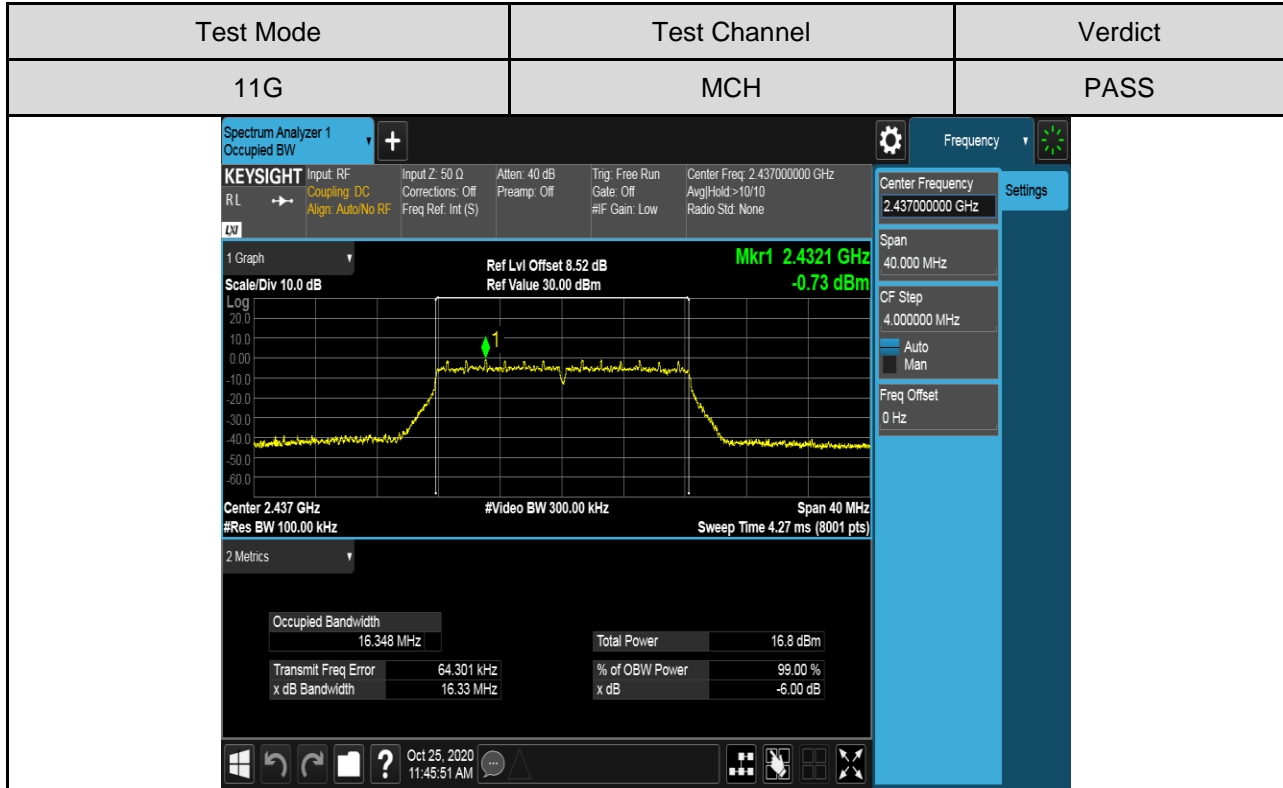 Test Mode Test Channel Verdict
11G MCH PASS
Spectrum Analyzer 1
Occupied BW
+
Frequency
KEYSIGHT Input: RF Input Z: 50 Ω Atten: 40 dB Trig: Free Run Center Freq: 2.437000000 GHz
RL Coupling: DC Corrections: Off Preamp: Off Gate: Off Avg|Hold:>10/10
Align: Auto/No RF Freq Ref: Int (S) #IF Gain: Low Radio Std: None
LXI
Center Frequency
2.437000000 GHz
Settings
Span
40.000 MHz
CF Step
4.000000 MHz
Auto
Man
Freq Offset
0 Hz
1 Graph Ref Lvl Offset 8.52 dB Mkr1 2.4321 GHz
Scale/Div 10.0 dB Ref Value 30.00 dBm -0.73 dBm
Log
20.0
10.0
1
0.00
-10.0
-20.0
-30.0
-40.0
-50.0
-60.0
Center 2.437 GHz #Video BW 300.00 kHz Span 40 MHz
#Res BW 100.00 kHz Sweep Time 4.27 ms (8001 pts)
2 Metrics
Occupied Bandwidth
16.348 MHz Total Power 16.8 dBm
Transmit Freq Error 64.301 kHz % of OBW Power 99.00 %
x dB Bandwidth 16.33 MHz x dB -6.00 dB
? Oct 25, 2020
11:45:51 AM